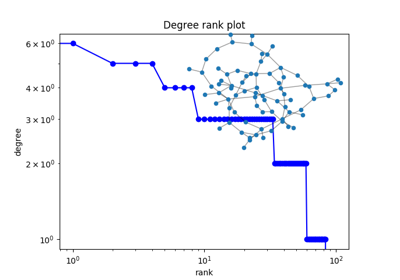 Degree rank plot
6 × 10⁰
4 × 10⁰
3 × 10⁰
2 × 10⁰
10⁰
degree
10⁰ 10¹ 10²
rank